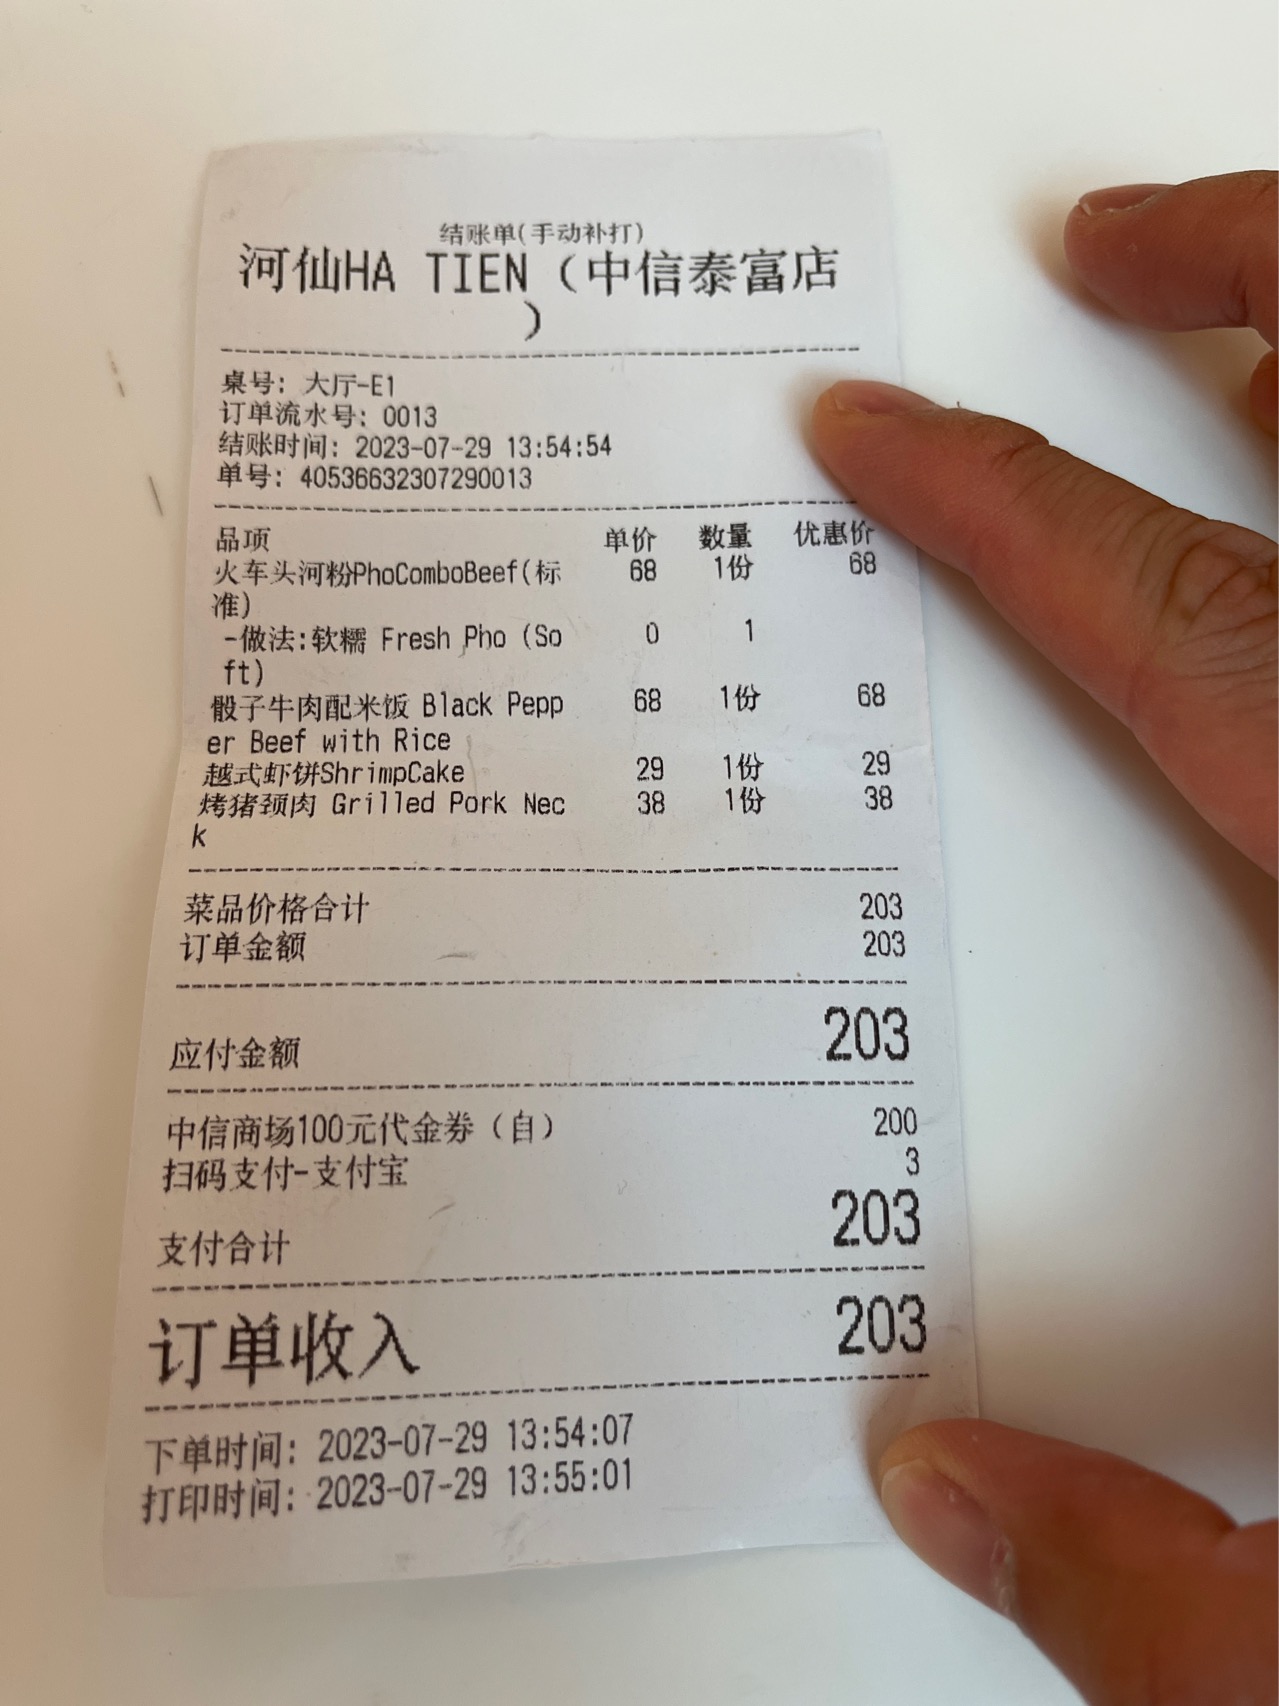 结账单(手动补打)
河仙HA TIEN（中信泰富店
）
桌号: 大厅-E1
订单流水号: 0013
结账时间: 2023-07-29 13:54:54
单号: 40536632307290013
品项 单价 数量 优惠价
火车头河粉PhoComboBeef(标 68 1份 68
准)
-做法:软糯 Fresh Pho (So 0 1
ft)
骰子牛肉配米饭 Black Pepp 68 1份 68
er Beef with Rice
越式虾饼ShrimpCake 29 1份 29
烤猪颈肉 Grilled Pork Nec 38 1份 38
k
菜品价格合计 203
订单金额 203
应付金额 203
中信商场100元代金券（自） 200
扫码支付-支付宝 3
支付合计 203
订单收入 203
下单时间: 2023-07-29 13:54:07
打印时间: 2023-07-29 13:55:01